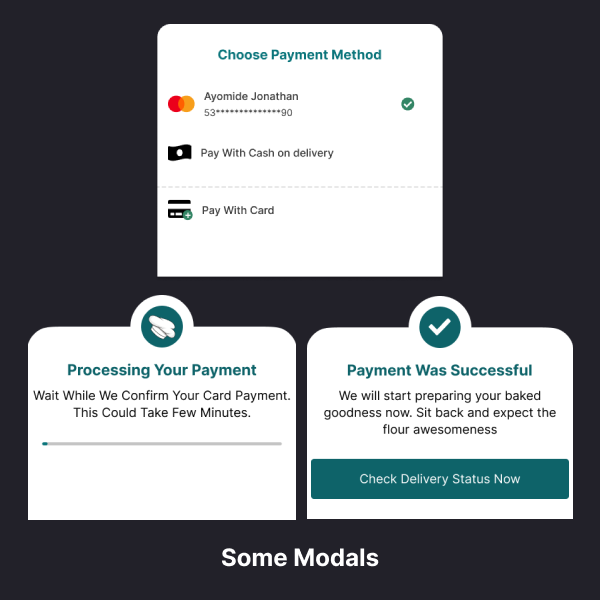 Choose Payment Method
Ayomide Jonathan
53**************90
Pay With Cash on delivery
Pay With Card
Processing Your Payment
Wait While We Confirm Your Card Payment.
This Could Take Few Minutes.
Payment Was Successful
We will start preparing your baked
goodness now. Sit back and expect the
flour awesomeness
Check Delivery Status Now
Some Modals